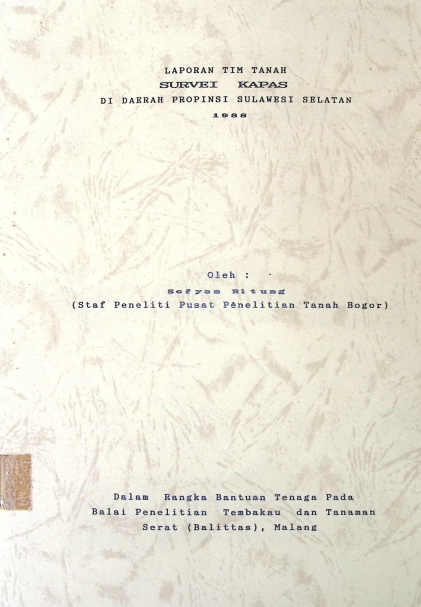 LAPORAN TIM TANAH
SURVEI KAPAS
DI DAERAH PROPINSI SULAWESI SELATAN
1988
Oleh :
Sofyan Ritung
(Staf Peneliti Pusat Penelitian Tanah Bogor)
Dalam Rangka Bantuan Tenaga Pada
Balai Penelitian Tembakau dan Tanaman
Serat (Balittas), Malang